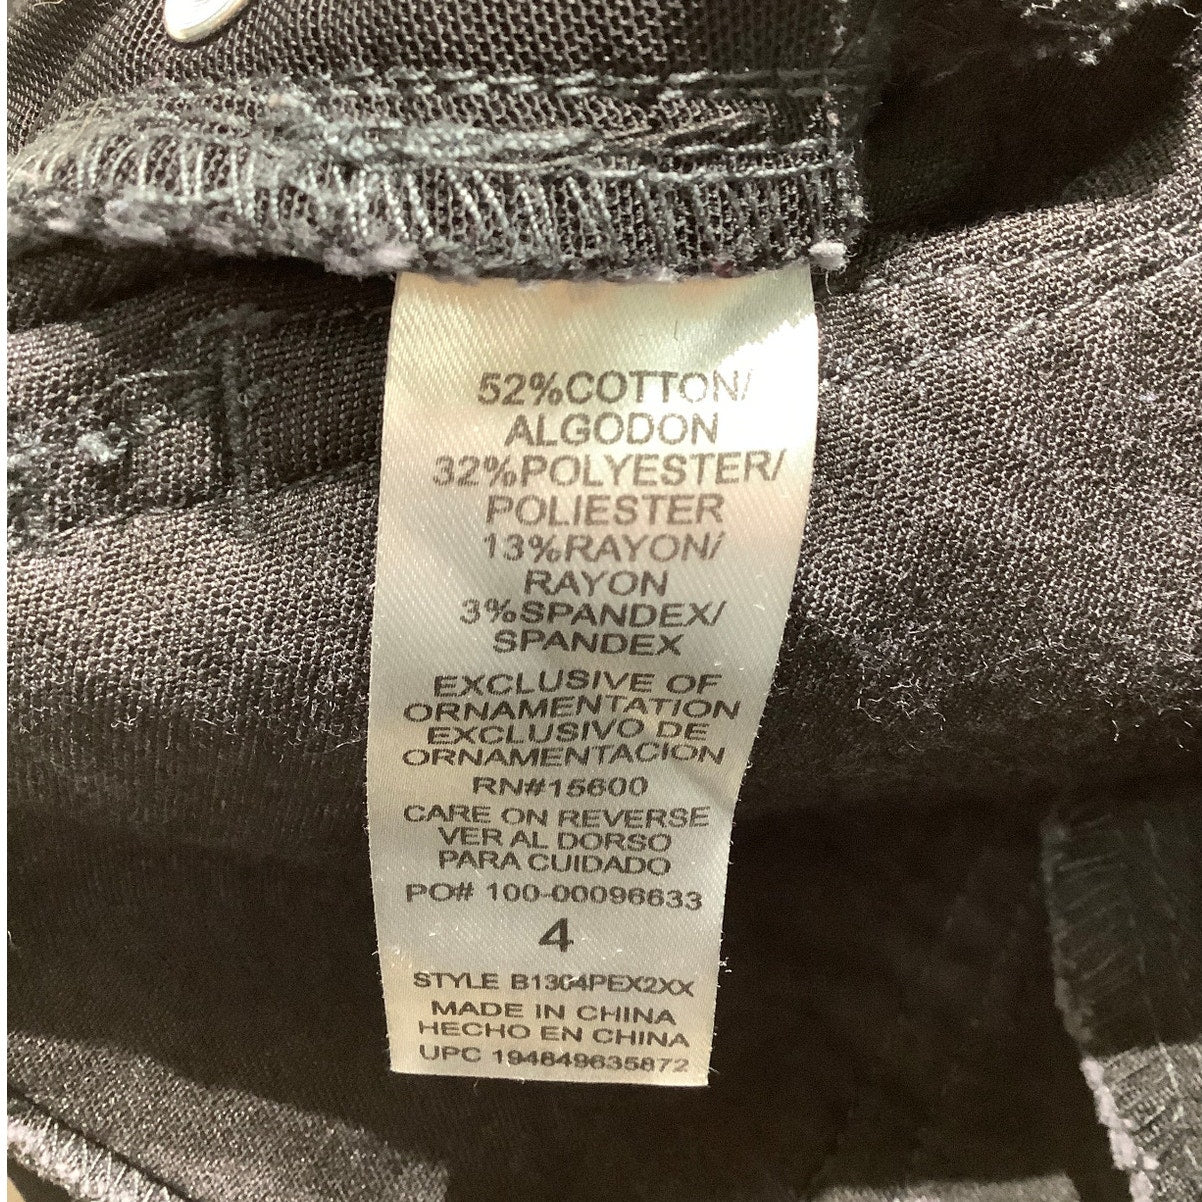 52%COTTON/
ALGODON
32%POLYESTER/
POLIESTER
13%RAYON/
RAYON
3%SPANDEX/
SPANDEX
EXCLUSIVE OF
ORNAMENTATION
EXCLUSIVO DE
ORNAMENTACION
RN#15600
CARE ON REVERSE
VER AL DORSO
PARA CUIDADO
PO# 100-00096633
4
STYLE B1304PEX2XX
MADE IN CHINA
HECHO EN CHINA
UPC 194849635872